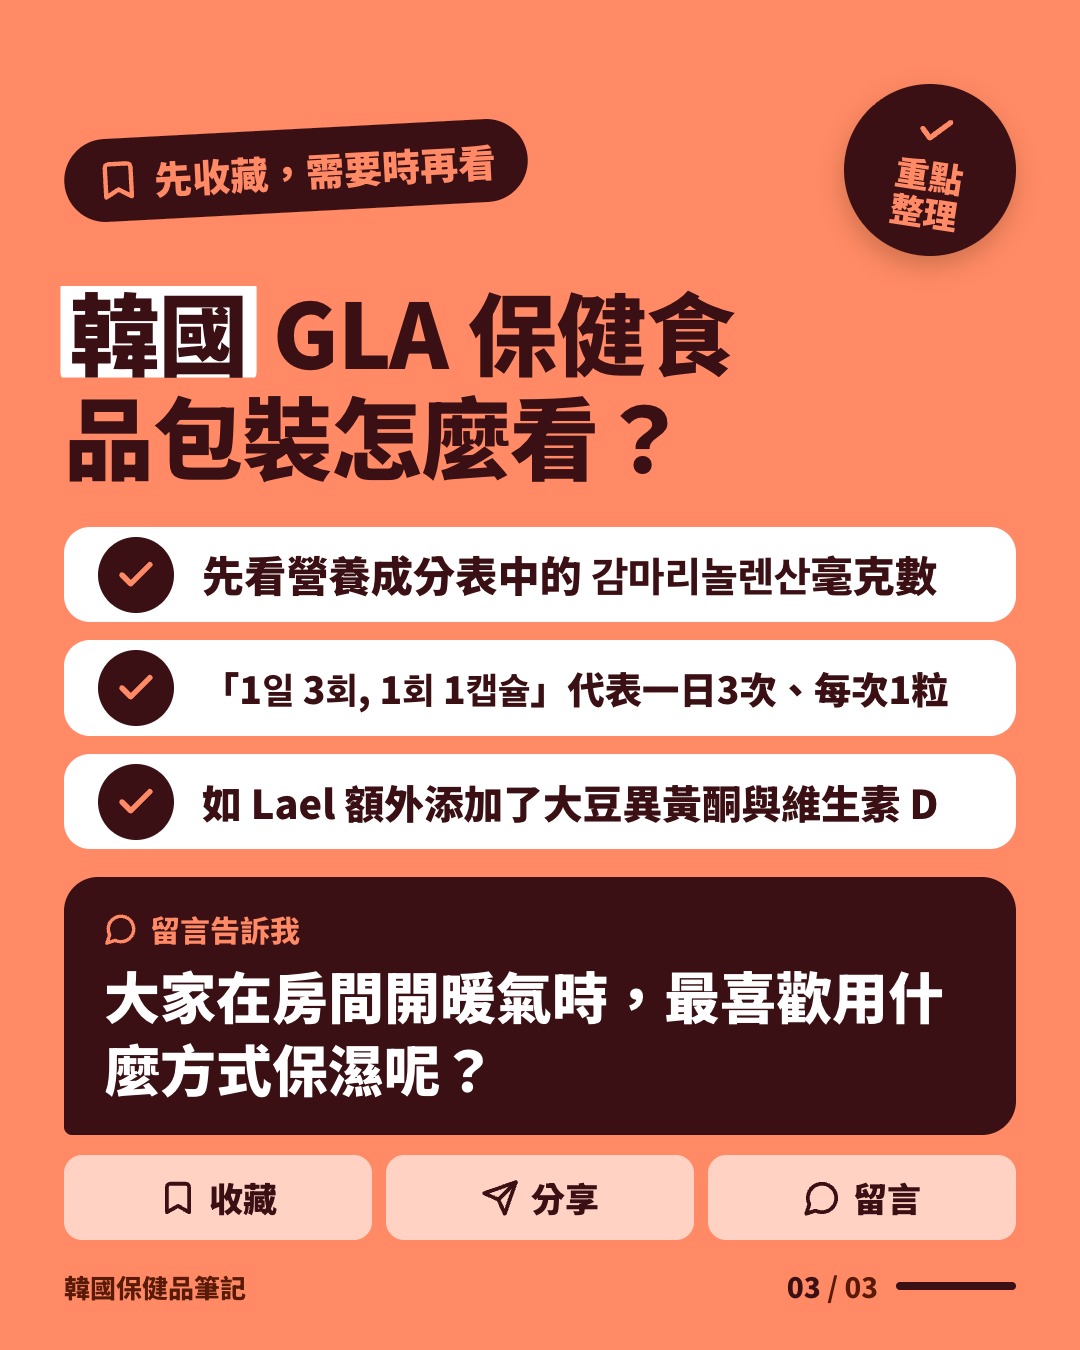 先收藏，需要時再看
重點
整理
韓國 GLA 保健食
品包裝怎麼看？
先看營養成分表中的 감마리놀렌산毫克數
「1일 3회, 1회 1캡슐」代表一日3次、每次1粒
如 Lael 額外添加了大豆異黃酮與維生素 D
留言告訴我
大家在房間開暖氣時，最喜歡用什
麼方式保濕呢？
收藏
分享
留言
韓國保健品筆記
03 / 03